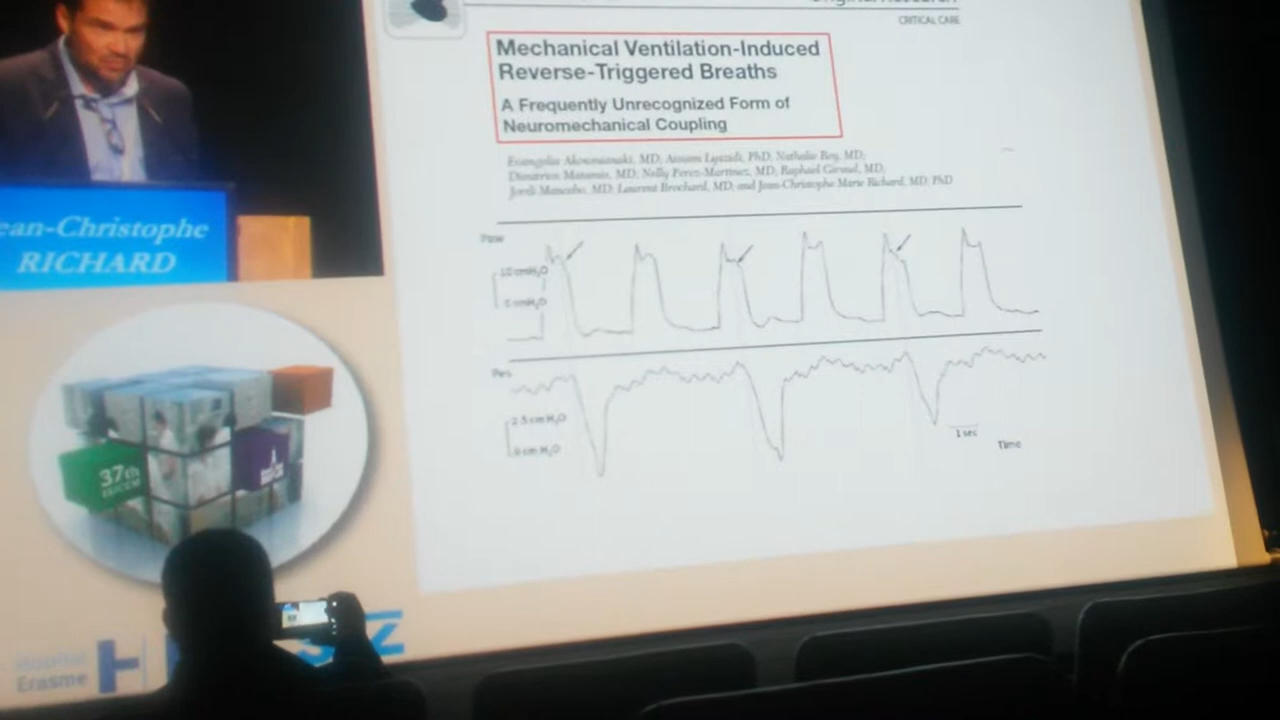 CRITICAL CARE
Mechanical Ventilation-Induced
Reverse-Triggered Breaths
A Frequently Unrecognized Form of
Neuromechanical Coupling
Evangelia Akoumianaki, MD; Aissam Lyazidi, PhD; Nathalie Rey, MD;
Dimitrios Matamis, MD; Nelly Perez-Martinez, MD; Raphael Giraud, MD;
Jordi Mancebo, MD; Laurent Brochard, MD; and Jean-Christophe Marie Richard, MD, PhD
ean-Christophe
RICHARD
Paw
10 cmH₂O
0 cmH₂O
Pes
2.5 cm H₂O
0 cm H₂O
1 sec
Time
37th
Erasme
H